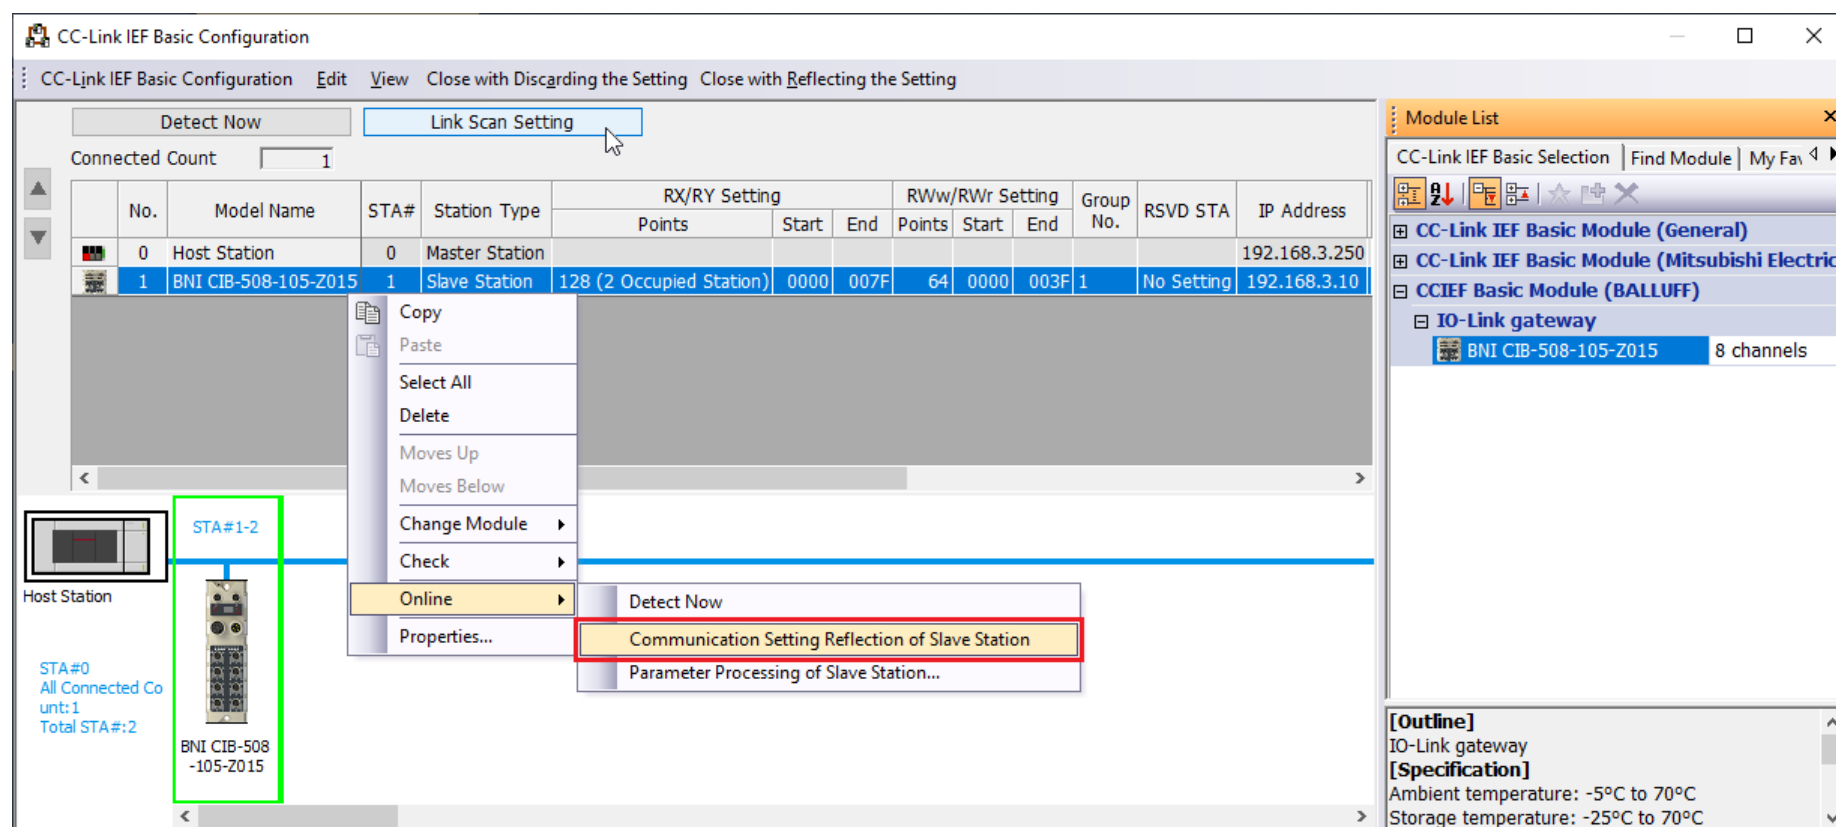 CC-Link IEF Basic Configuration
CC-Link IEF Basic Configuration Edit View Close with Discarding the Setting Close with Reflecting the Setting
Detect Now Link Scan Setting
Connected Count 1
No. Model Name STA# Station Type RX/RY Setting RWw/RWr Setting Group No. RSVD STA IP Address
Points Start End Points Start End
0 Host Station 0 Master Station 192.168.3.250
1 BNI CIB-508-105-Z015 1 Slave Station 128 (2 Occupied Station) 0000 007F 64 0000 003F 1 No Setting 192.168.3.10
Copy
Paste
Select All
Delete
Moves Up
Moves Below
Change Module
Check
Online
Properties...
Detect Now
Communication Setting Reflection of Slave Station
Parameter Processing of Slave Station...
STA#1-2
Host Station
STA#0
All Connected Co
unt:1
Total STA#:2
BNI CIB-508
-105-Z015
Module List
CC-Link IEF Basic Selection Find Module My Fav
CC-Link IEF Basic Module (General)
CC-Link IEF Basic Module (Mitsubishi Electric
CCIEF Basic Module (BALLUFF)
IO-Link gateway
BNI CIB-508-105-Z015 8 channels
[Outline]
IO-Link gateway
[Specification]
Ambient temperature: -5°C to 70°C
Storage temperature: -25°C to 70°C